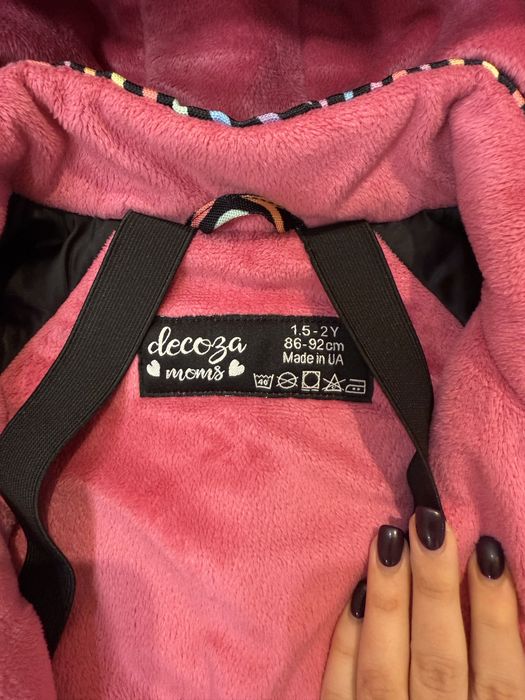 decoza
moms
1.5-2Y
86-92cm
Made in UA
40